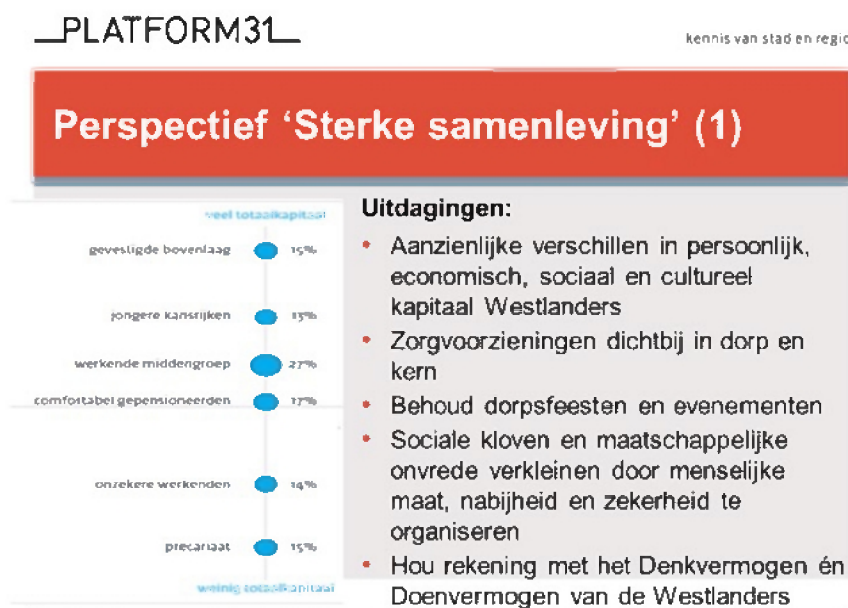 PLATFORM31
kennis van stad en regio
Perspectief ‘Sterke samenleving’ (1)
veel totaalkapitaal
gevestigde bovenlaag 15%
jongere kansrijken 13%
werkende middengroep 27%
comfortabel gepensioneerden 17%
onzekere werkenden 14%
precariaat 15%
weinig totaalkapitaal
Uitdagingen:
• Aanzienlijke verschillen in persoonlijk,
economisch, sociaal en cultureel
kapitaal Westlanders
• Zorgvoorzieningen dichtbij in dorp en
kern
• Behoud dorpsfeesten en evenementen
• Sociale kloven en maatschappelijke
onvrede verkleinen door menselijke
maat, nabijheid en zekerheid te
organiseren
• Hou rekening met het Denkvermogen én
Doenvermogen van de Westlanders